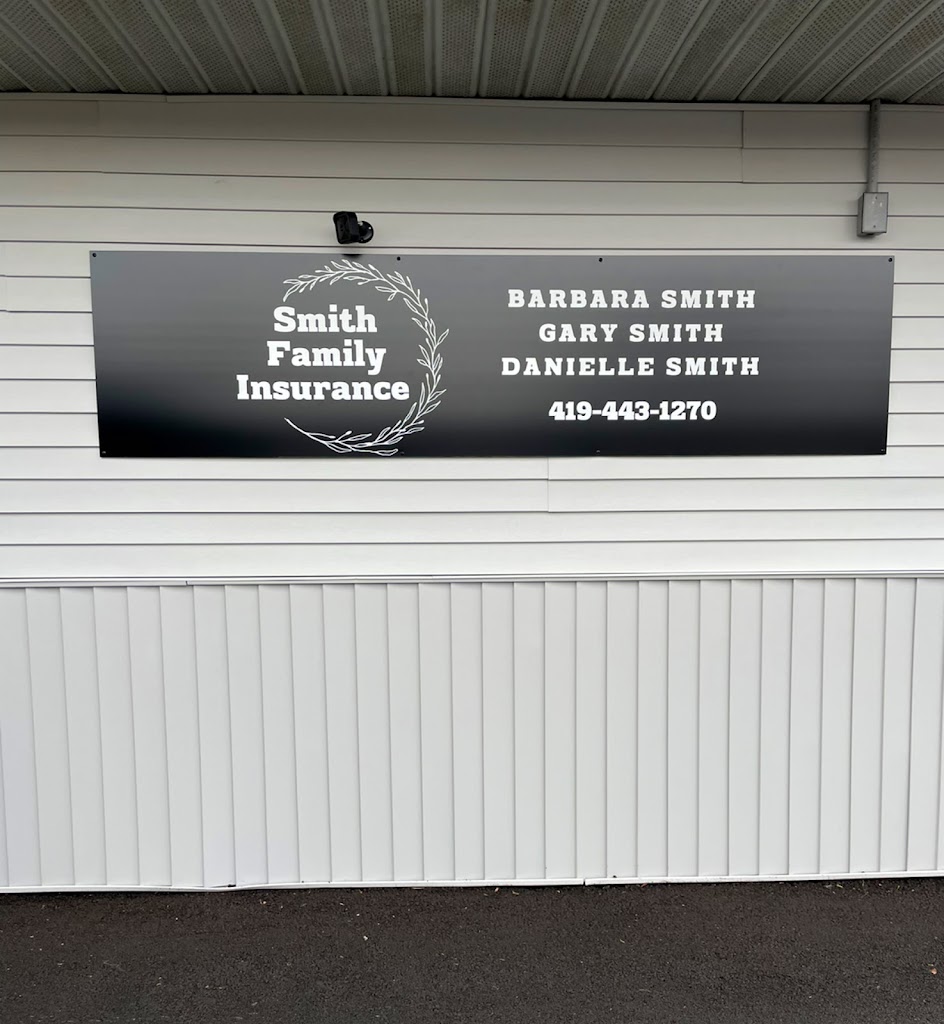 Smith
Family
Insurance
BARBARA SMITH
GARY SMITH
DANIELLE SMITH
419-443-1270